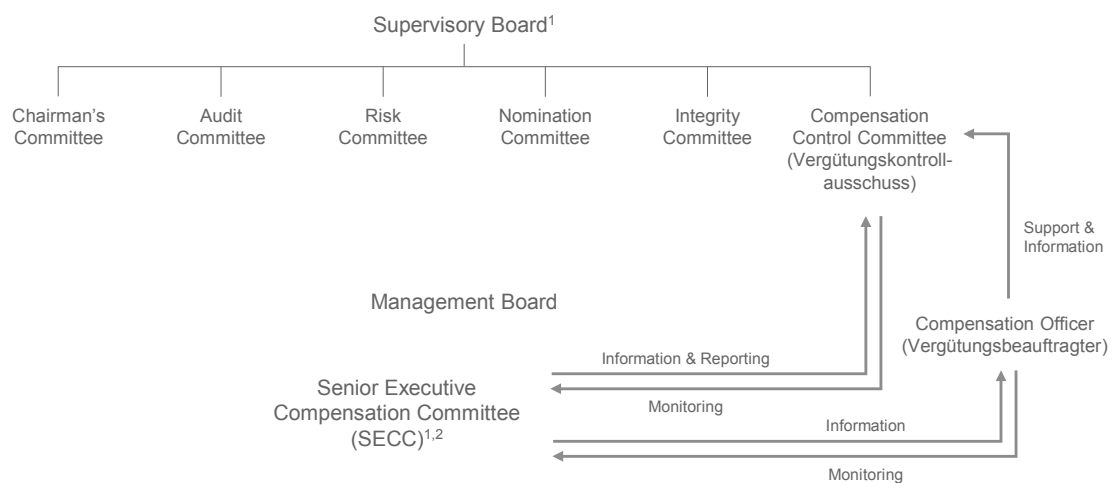 Supervisory Board1
Chairman's
Committee
Audit
Committee
Risk
Committee
Nomination
Committee
Integrity
Committee
Compensation
Control Committee
(Vergütungskontroll-
ausschuss)
Support &
Information
Management Board
Compensation Officer
(Vergütungsbeauftragter)
Information & Reporting
Senior Executive
Compensation Committee
(SECC)1,2
Monitoring
Information
Monitoring